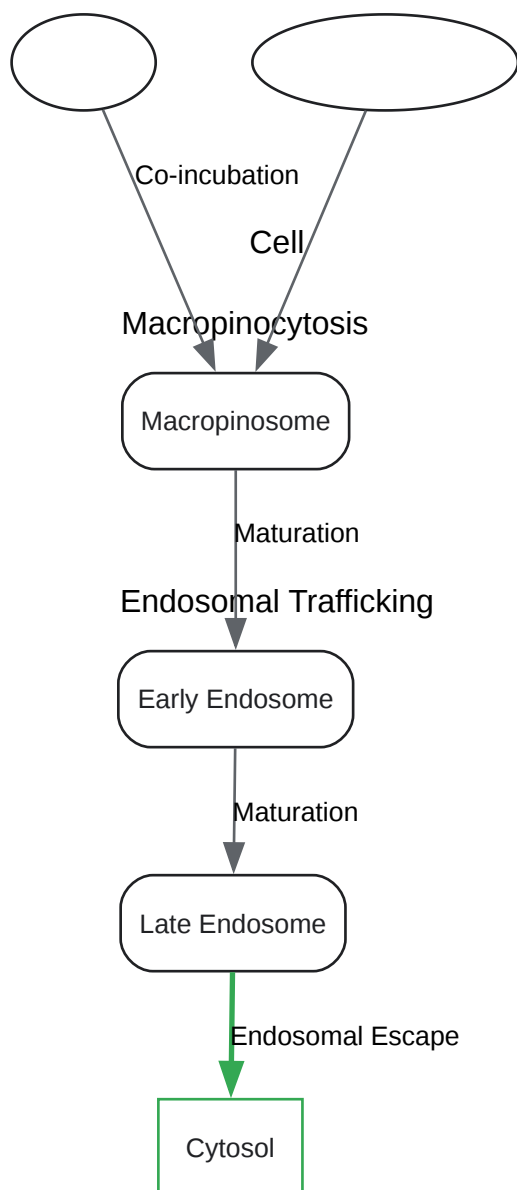 Co-incubation
Cell
Macropinocytosis
Macropinosome
Maturation
Endosomal Trafficking
Early Endosome
Maturation
Late Endosome
Endosomal Escape
Cytosol